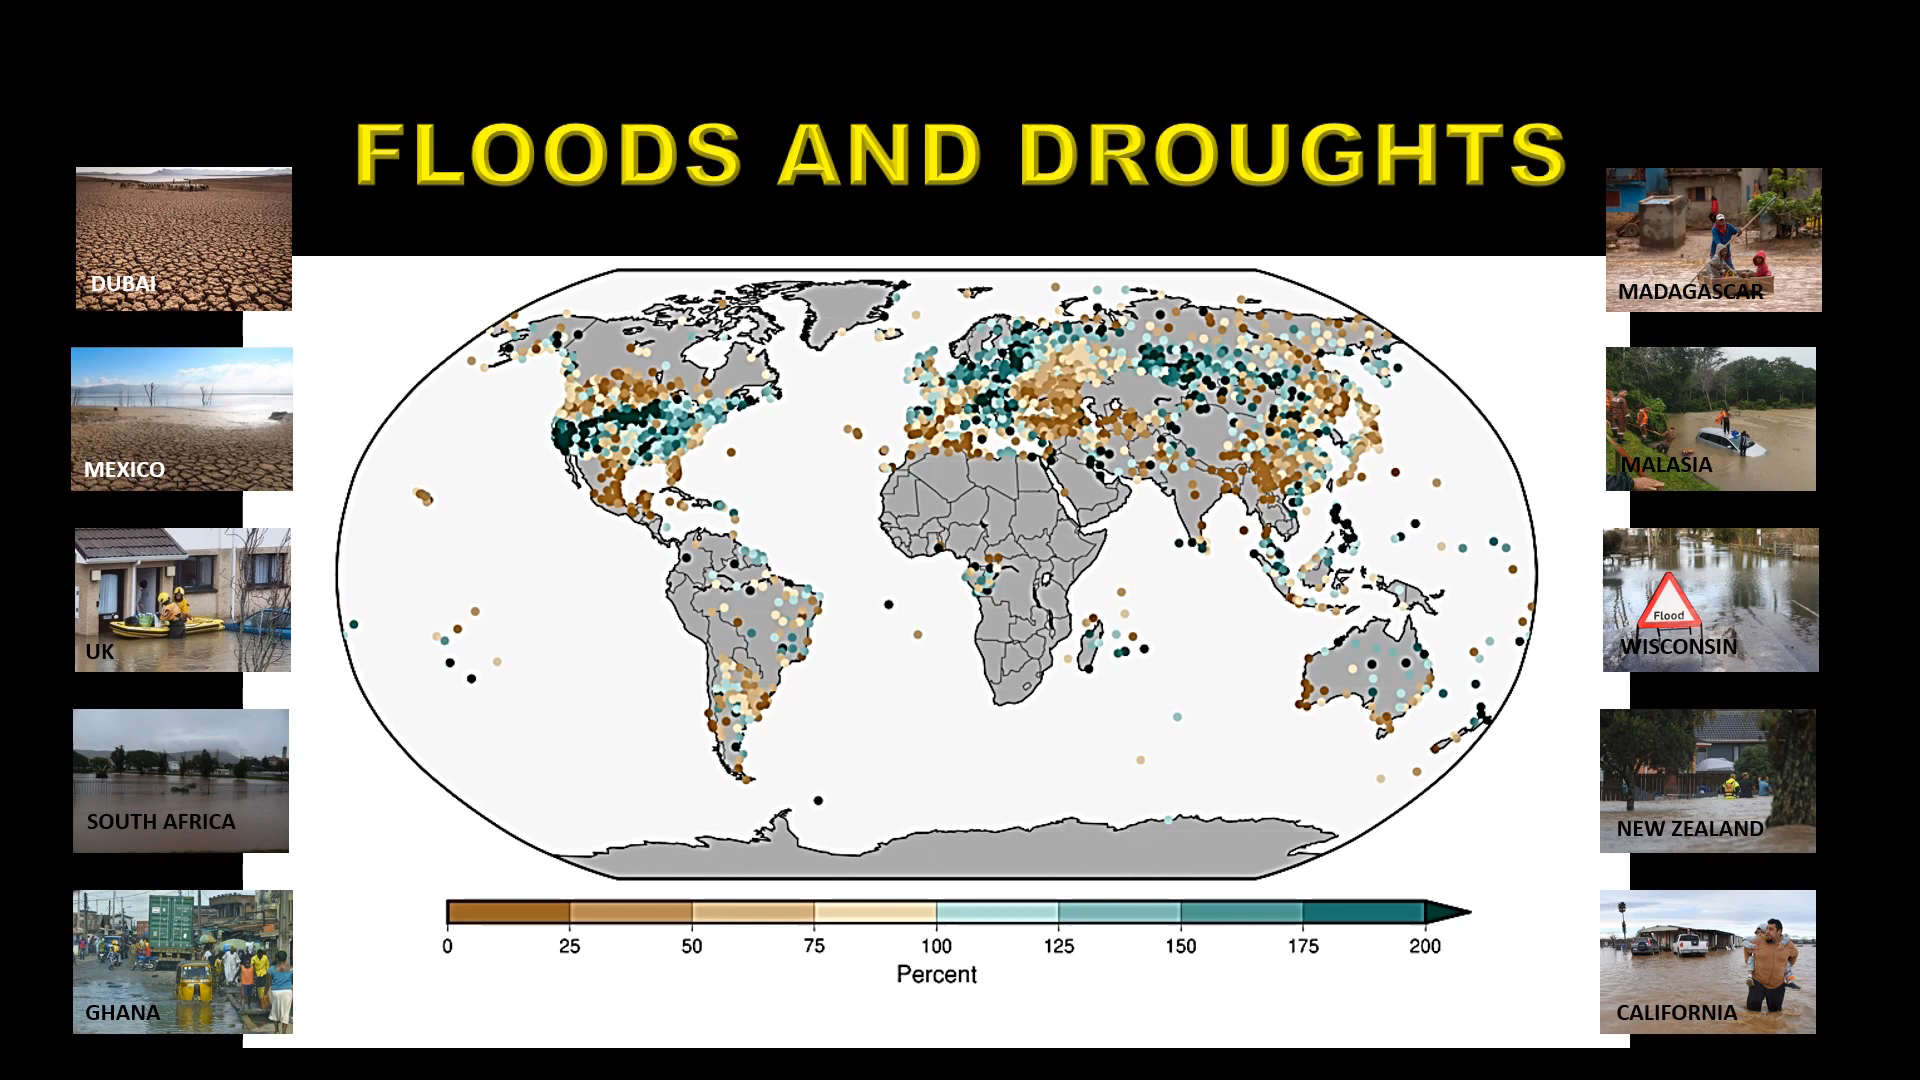 FLOODS AND DROUGHTS
DUBAI
MEXICO
UK
SOUTH AFRICA
GHANA
MADAGASCAR
MALASIA
Flood
WISCONSIN
NEW ZEALAND
CALIFORNIA
0 25 50 75 100 125 150 175 200
Percent